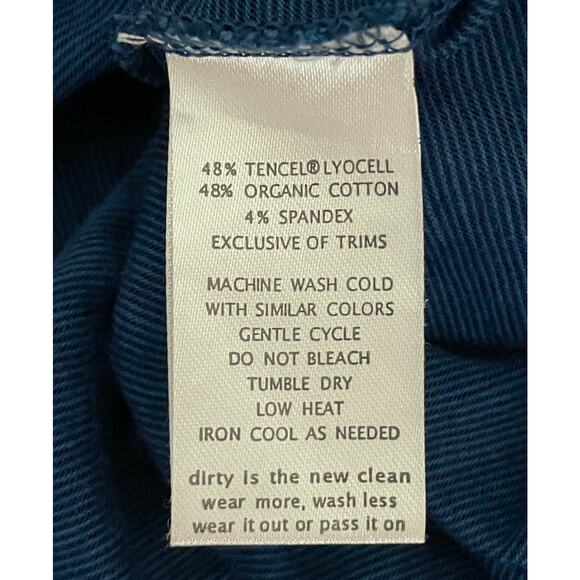 48% TENCEL®LYOCELL
48% ORGANIC COTTON
4% SPANDEX
EXCLUSIVE OF TRIMS
MACHINE WASH COLD
WITH SIMILAR COLORS
GENTLE CYCLE
DO NOT BLEACH
TUMBLE DRY
LOW HEAT
IRON COOL AS NEEDED
dirty is the new clean
wear more, wash less
wear it out or pass it on